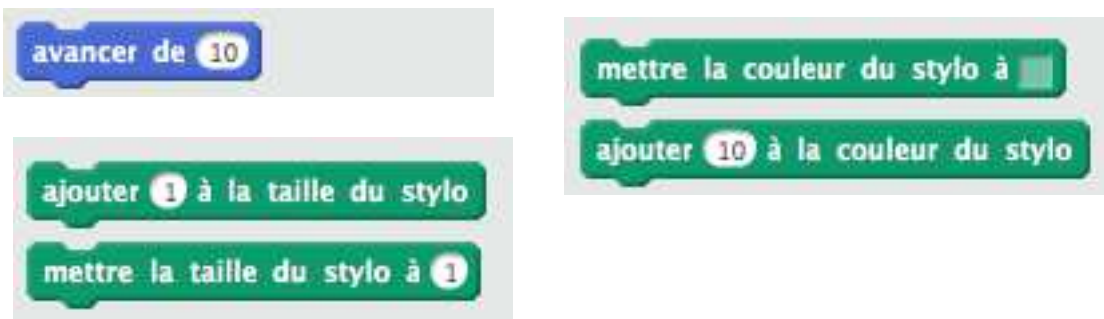 avancer de 10
ajouter 1 à la taille du stylo
mettre la taille du stylo à 1
mettre la couleur du stylo à
ajouter 10 à la couleur du stylo